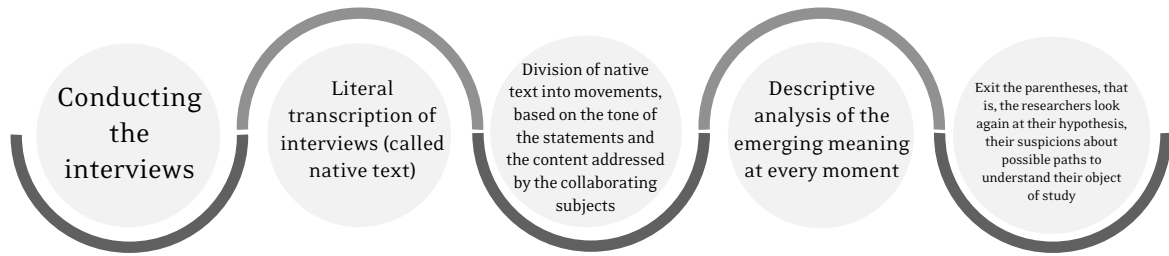 Conducting
the
interviews
Literal
transcription of
interviews (called
native text)
Division of native
text into movements,
based on the tone of
the statements and
the content addressed
by the collaborating
subjects
Descriptive
analysis of the
emerging meaning
at every moment
Exit the parentheses, that
is, the researchers look
again at their hypothesis,
their suspicions about
possible paths to
understand their object
of study